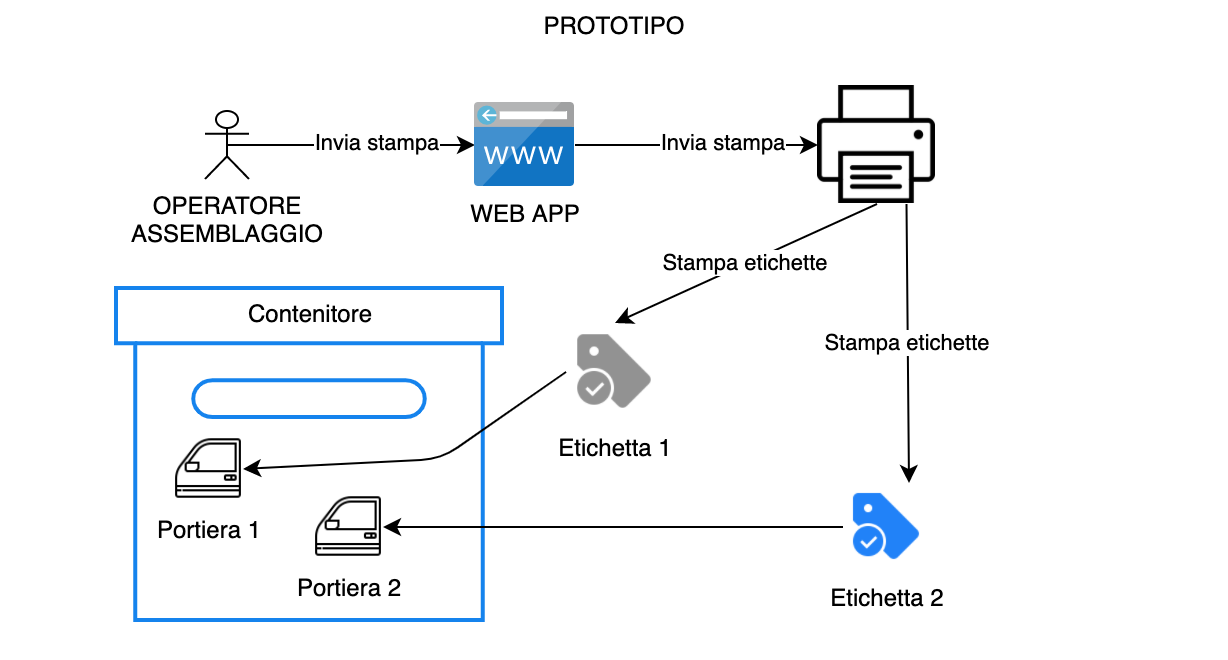 PROTOTIPO
Invia stampa
Invia stampa
WWW
OPERATORE
ASSEMBLAGGIO
WEB APP
Stampa etichette
Contenitore
Stampa etichette
Etichetta 1
Portiera 1
Portiera 2
Etichetta 2